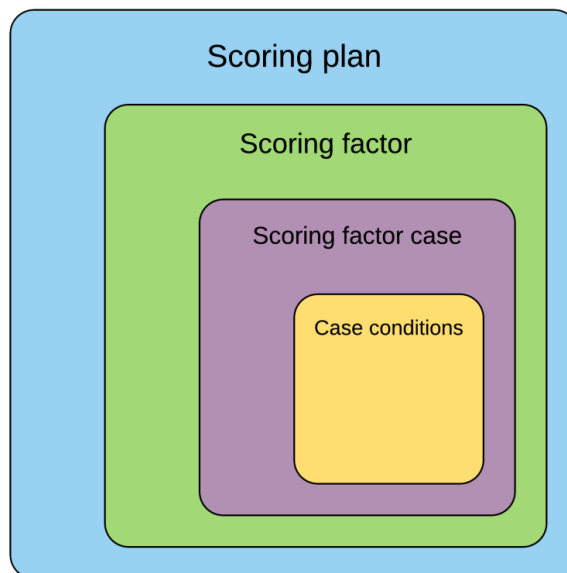 Scoring plan
Scoring factor
Scoring factor case
Case conditions